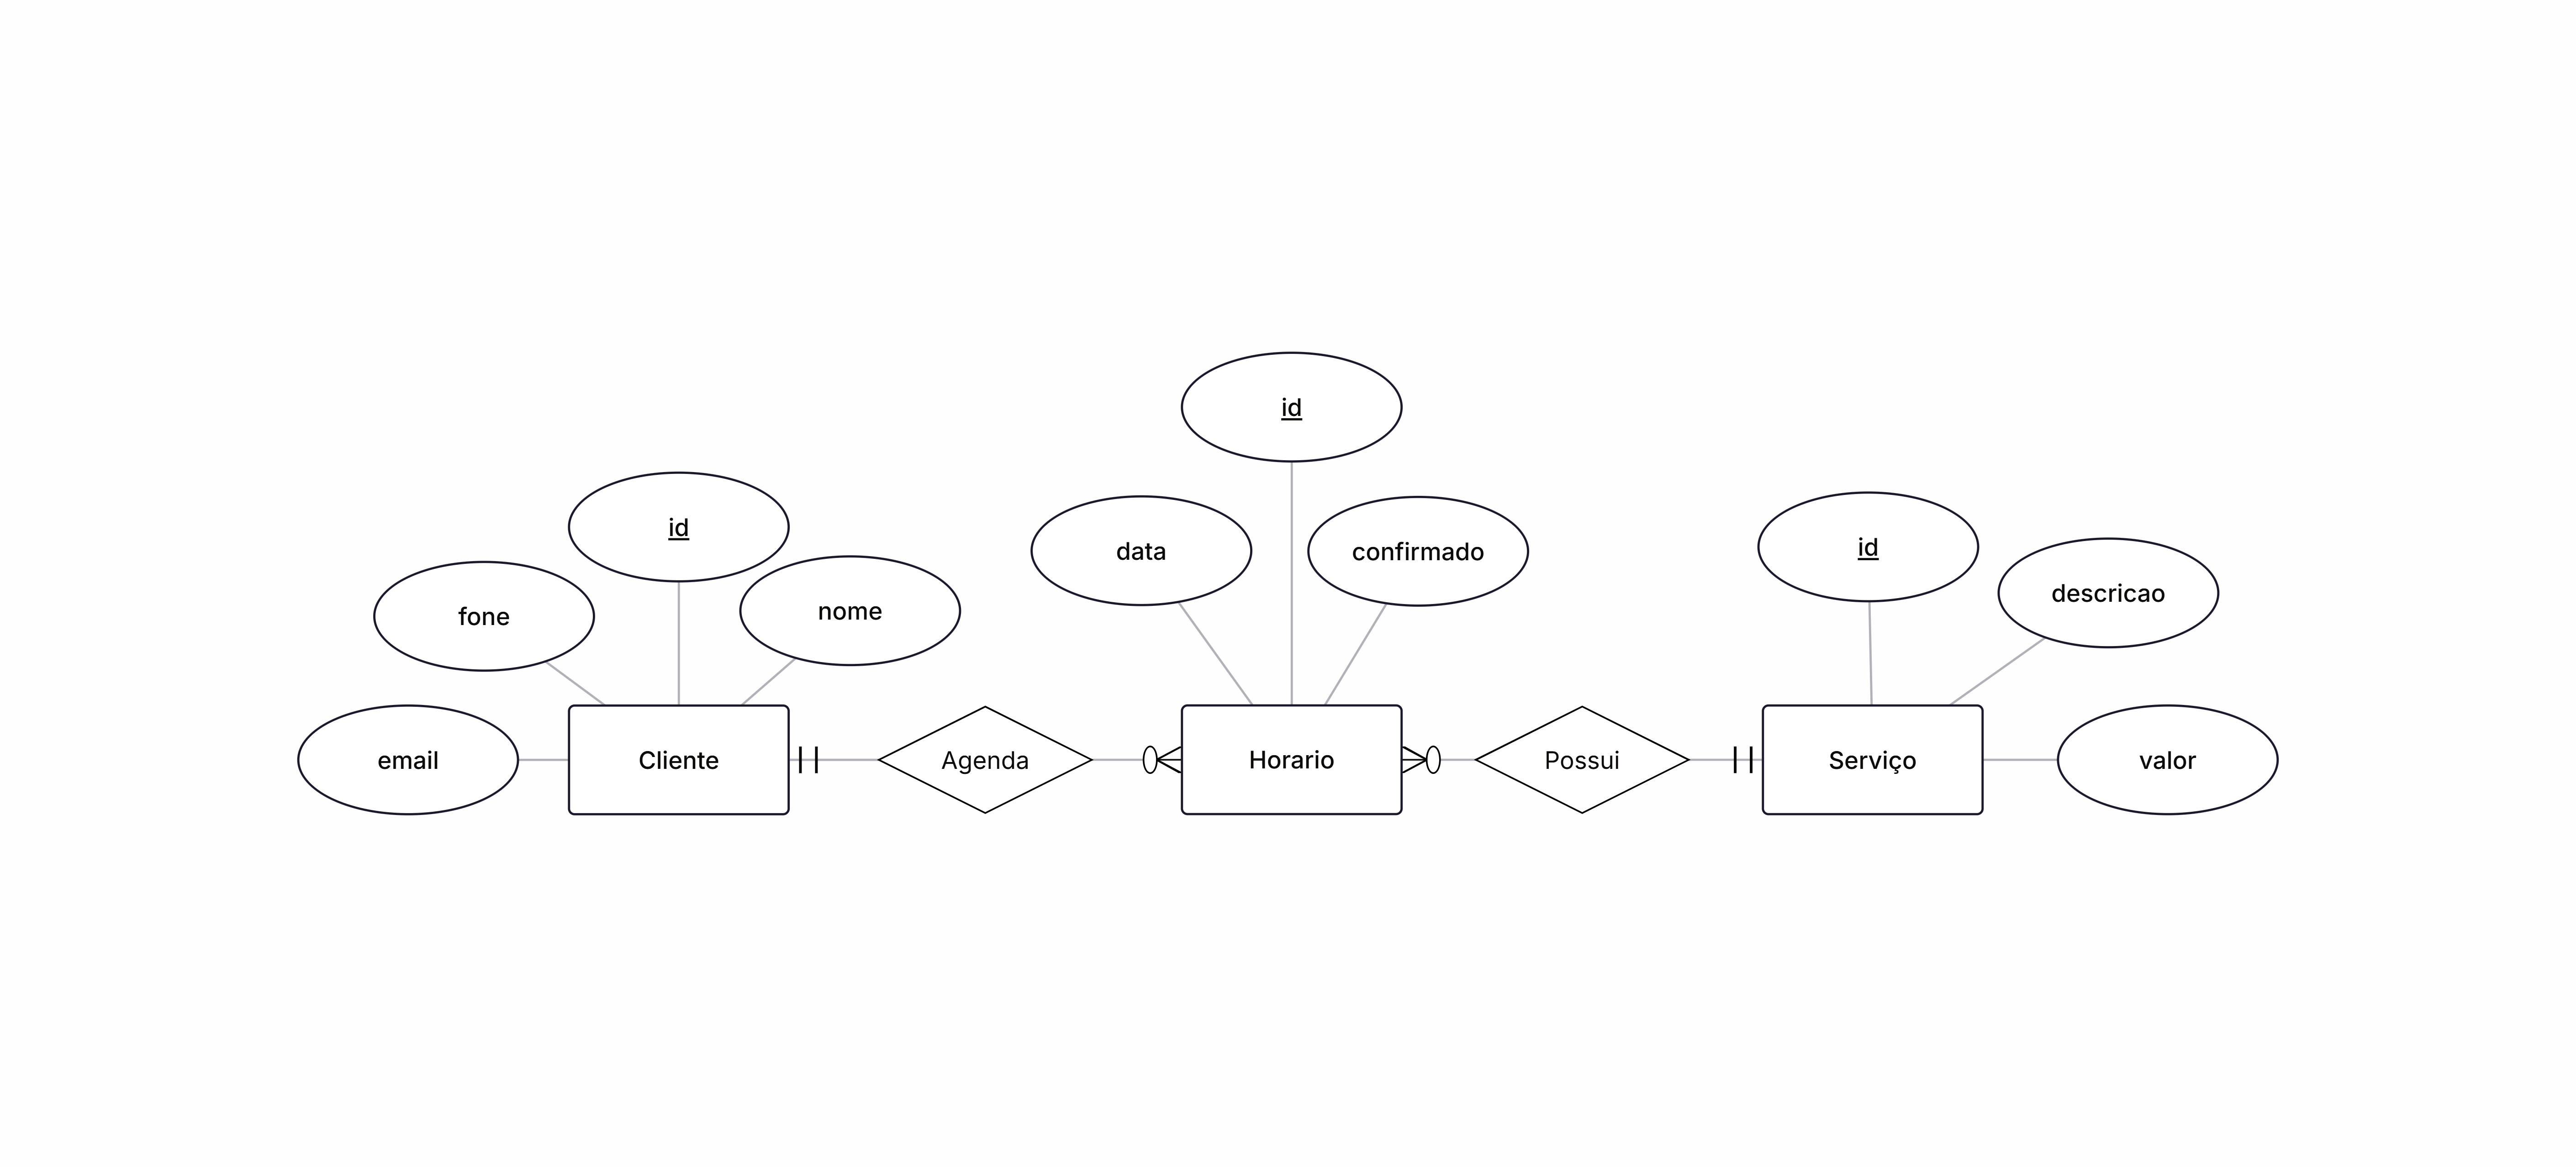 id
id
id
data
confirmado
descricao
fone
nome
email
Cliente
Agenda
Horario
Possui
Serviço
valor